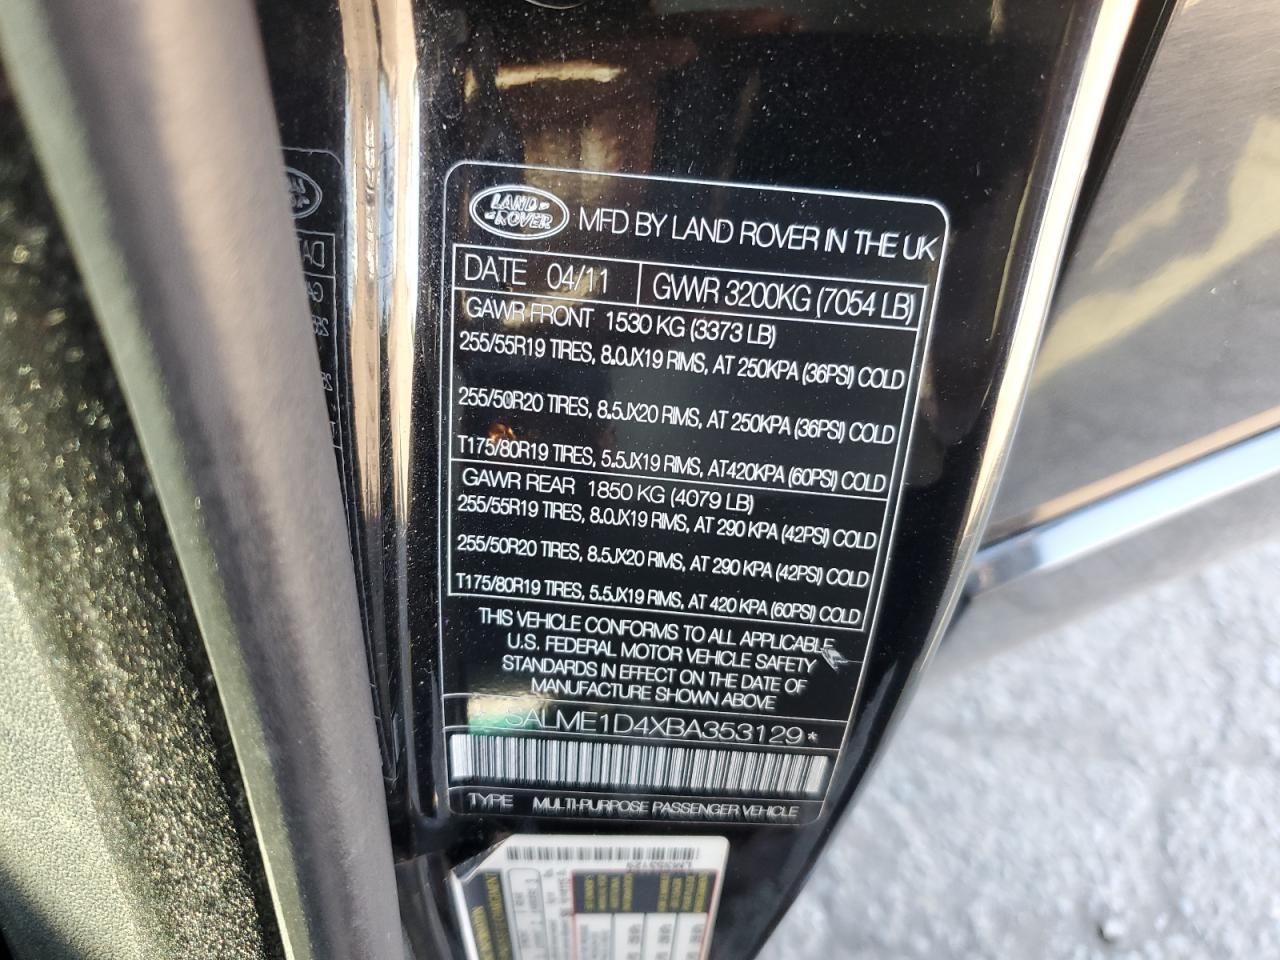 LAND ROVER
MFD BY LAND ROVER IN THE UK
DATE 04/11
GVWR 3200KG (7054 LB)
GAWR FRONT 1530 KG (3373 LB)
255/55R19 TIRES, 8.0JX19 RIMS, AT 250KPA (36PSI) COLD
255/50R20 TIRES, 8.5JX20 RIMS, AT 250KPA (36PSI) COLD
T175/80R19 TIRES, 5.5JX19 RIMS, AT420KPA (60PSI) COLD
GAWR REAR 1850 KG (4079 LB)
255/55R19 TIRES, 8.0JX19 RIMS, AT 290 KPA (42PSI) COLD
255/50R20 TIRES, 8.5JX20 RIMS, AT 290 KPA (42PSI) COLD
T175/80R19 TIRES, 5.5JX19 RIMS, AT 420 KPA (60PSI) COLD
THIS VEHICLE CONFORMS TO ALL APPLICABLE
U.S. FEDERAL MOTOR VEHICLE SAFETY
STANDARDS IN EFFECT ON THE DATE OF
MANUFACTURE SHOWN ABOVE
SALME1D4XBA353129*
TYPE MULTI-PURPOSE PASSENGER VEHICLE